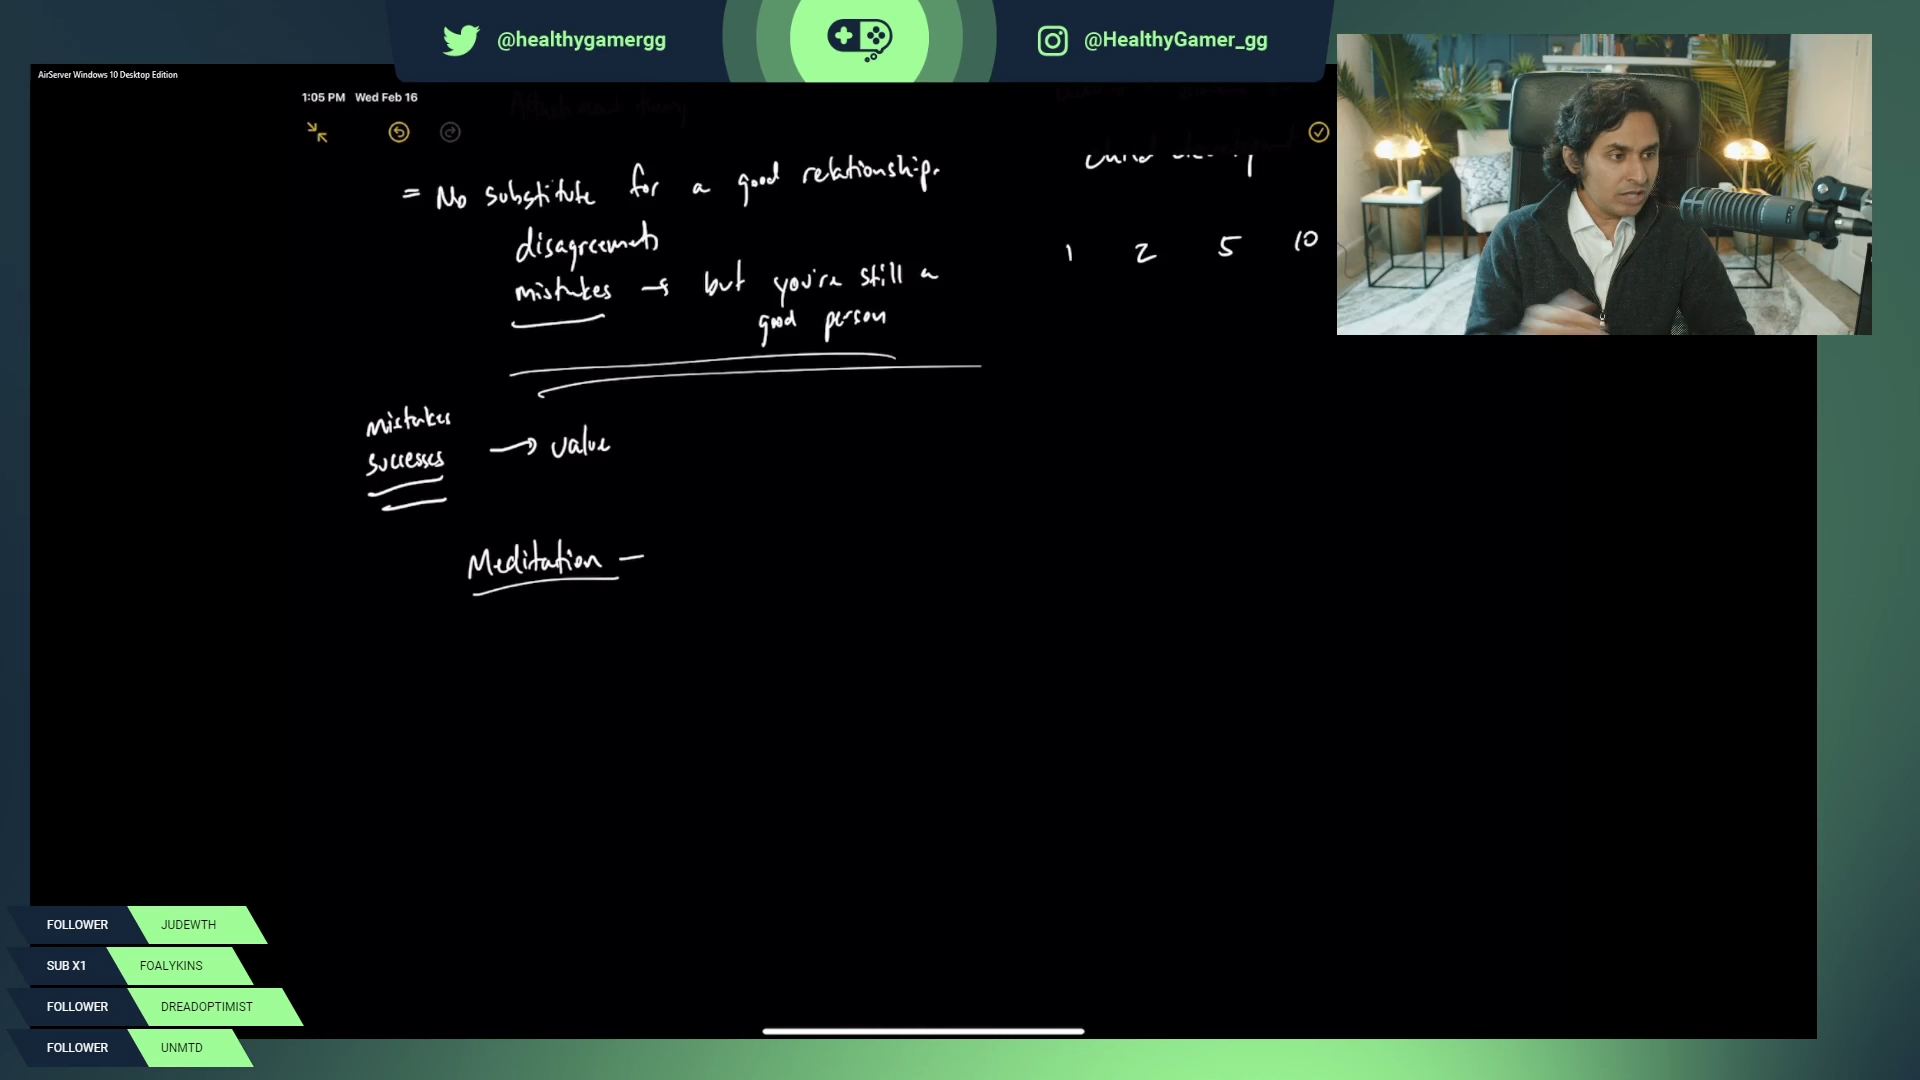 @healthygamergg
@HealthyGamer_gg
AirServer Windows 10 Desktop Edition
1:05 PM Wed Feb 16
Attachment theory
= No substitute for a good relationship.
disagreements
mistakes → but you're still a
good person
1 2 5 10
mistakes
successes → value
Meditation –
FOLLOWER JUDEWTH
SUB X1 FOALYKINS
FOLLOWER DREADOPTIMIST
FOLLOWER UNMTD